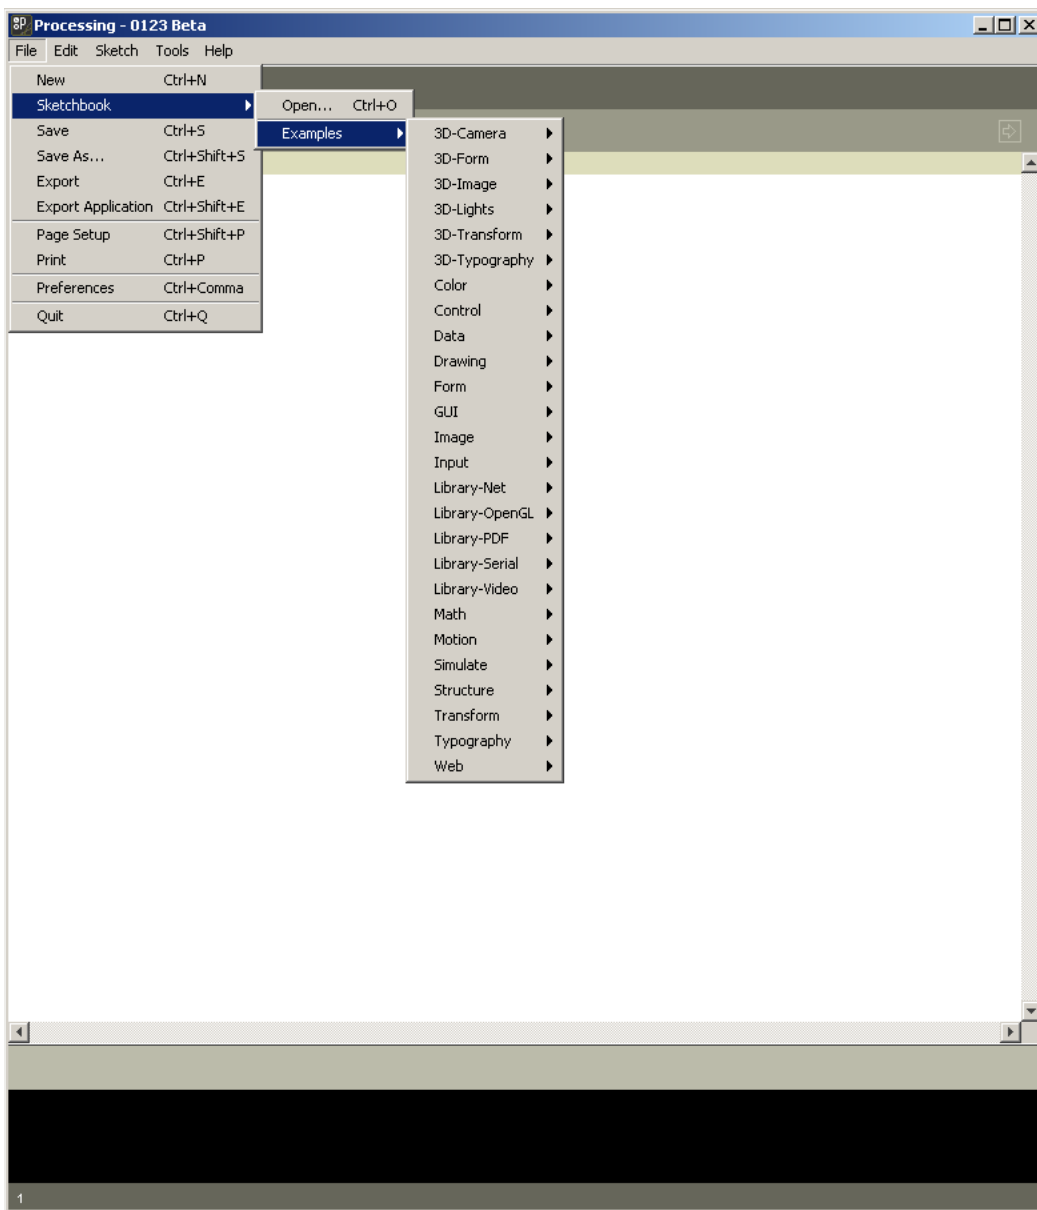 Processing - 0123 Beta
File Edit Sketch Tools Help
New Ctrl+N
Sketchbook
Save Ctrl+S
Save As... Ctrl+Shift+S
Export Ctrl+E
Export Application Ctrl+Shift+E
Page Setup Ctrl+Shift+P
Print Ctrl+P
Preferences Ctrl+Comma
Quit Ctrl+Q
Open... Ctrl+O
Examples
3D-Camera
3D-Form
3D-Image
3D-Lights
3D-Transform
3D-Typography
Color
Control
Data
Drawing
Form
GUI
Image
Input
Library-Net
Library-OpenGL
Library-PDF
Library-Serial
Library-Video
Math
Motion
Simulate
Structure
Transform
Typography
Web
1